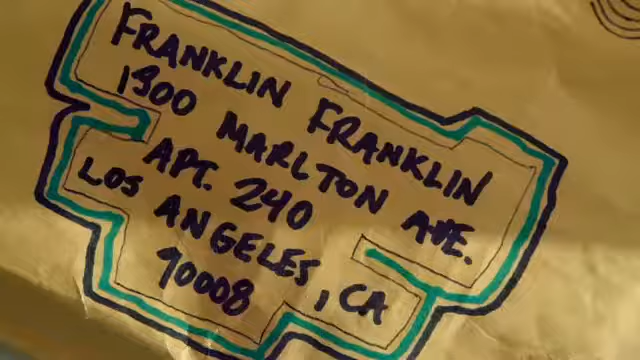 FRANKLIN FRANKLIN
1900 MARLTON AVE.
APT. 240
LOS ANGELES, CA
90008